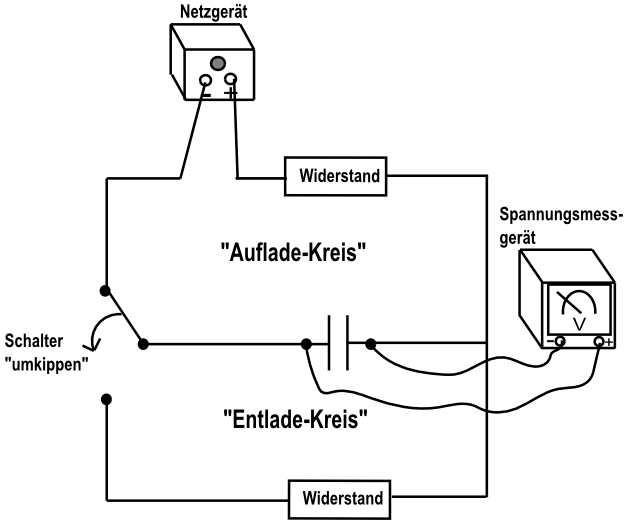 Netzgerät
- +
Widerstand
Spannungsmess-
gerät
"Auflade-Kreis"
V
- +
Schalter
"umkippen"
"Entlade-Kreis"
Widerstand